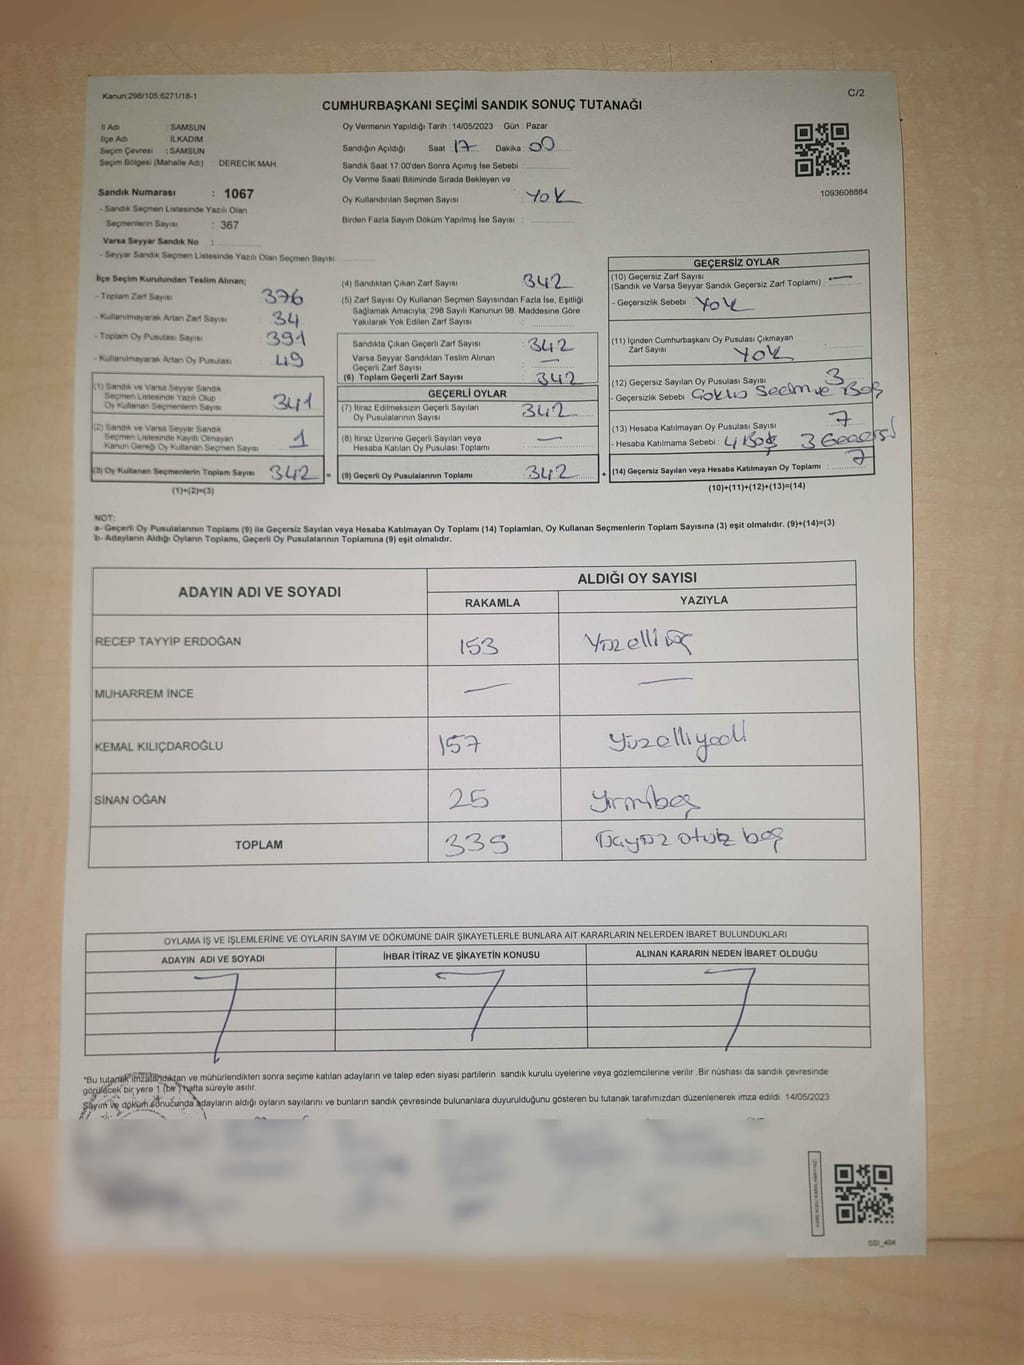 Kanun:298/105;6271/18-1
C/2
CUMHURBAŞKANI SEÇİMİ SANDIK SONUÇ TUTANAĞI
İl Adı : SAMSUN
İlçe Adı : İLKADIM
Seçim Çevresi : SAMSUN
Seçim Bölgesi (Mahalle Adı) : DERECİK MAH.
Sandık Numarası : 1067
- Sandık Seçmen Listesinde Yazılı Olan
Seçmenlerin Sayısı : 367
Varsa Seyyar Sandık No :
- Seyyar Sandık Seçmen Listesinde Yazılı Olan Seçmen Sayısı:
Oy Vermenin Yapıldığı Tarih : 14/05/2023 Gün : Pazar
Sandığın Açıldığı Saat : 17 Dakika : 00
Sandık Saat 17:00'den Sonra Açımış İse Sebebi :
Oy Verme Saati Bitiminde Sırada Bekleyen ve
Oy Kullandırılan Seçmen Sayısı : Yok
Birden Fazla Sayım Döküm Yapılmış İse Sayısı :
1093608884
İlçe Seçim Kurulundan Teslim Alınan;
- Toplam Zarf Sayısı 376
- Kullanılmayarak Artan Zarf Sayısı 34
- Toplam Oy Pusulası Sayısı 391
- Kullanılmayarak Artan Oy Pusulası 49
(1) Sandık ve Varsa Seyyar Sandık
Seçmen Listesinde Yazılı Olup
Oy Kullanan Seçmenlerin Sayısı 341
(2) Sandık ve Varsa Seyyar Sandık
Seçmen Listesinde Kayıtlı Olmayan
Kanun Gereği Oy Kullanan Seçmen Sayısı 1
(3) Oy Kullanan Seçmenlerin Toplam Sayısı 342 =
(1)+(2)=(3)
(4) Sandıktan Çıkan Zarf Sayısı : 342
(5) Zarf Sayısı Oy Kullanan Seçmen Sayısından Fazla İse, Eşitliği
Sağlamak Amacıyla, 298 Sayılı Kanunun 98. Maddesine Göre
Yakılarak Yok Edilen Zarf Sayısı :
Sandıkta Çıkan Geçerli Zarf Sayısı : 342
Varsa Seyyar Sandıktan Teslim Alınan
Geçerli Zarf Sayısı : —
(6) Toplam Geçerli Zarf Sayısı : 342
GEÇERLİ OYLAR
(7) İtiraz Edilmeksizin Geçerli Sayılan
Oy Pusulalarının Sayısı : 342
(8) İtiraz Üzerine Geçerli Sayılan veya
Hesaba Katılan Oy Pusulası Toplamı : —
(9) Geçerli Oy Pusulalarının Toplamı : 342 +
GEÇERSİZ OYLAR
(10) Geçersiz Zarf Sayısı
(Sandık ve Varsa Seyyar Sandık Geçersiz Zarf Toplamı) : —
- Geçersizlik Sebebi : Yok
(11) İçinden Cumhurbaşkanı Oy Pusulası Çıkmayan
Zarf Sayısı : Yok
(12) Geçersiz Sayılan Oy Pusulası Sayısı : 3
- Geçersizlik Sebebi : ve Boş
(13) Hesaba Katılmayan Oy Pusulası Sayısı : 7
- Hesaba Katılmama Sebebi : 4 Boş 3 Geçersi
(14) Geçersiz Sayılan veya Hesaba Katılmayan Oy Toplamı : 7
(10)+(11)+(12)+(13)=(14)
NOT:
a- Geçerli Oy Pusulalarının Toplamı (9) ile Geçersiz Sayılan veya Hesaba Katılmayan Oy Toplamı (14) Toplamları, Oy Kullanan Seçmenlerin Toplam Sayısına (3) eşit olmalıdır. (9)+(14)=(3)
b- Adayların Aldığı Oyların Toplamı, Geçerli Oy Pusulalarının Toplamına (9) eşit olmalıdır.
ADAYIN ADI VE SOYADI ALDIĞI OY SAYISI
RAKAMLA YAZIYLA
RECEP TAYYİP ERDOĞAN 153 Yüzelli üç
MUHARREM İNCE — —
KEMAL KILIÇDAROĞLU 157 Yüzelliyedi
SİNAN OĞAN 25 Yirmibeş
TOPLAM 335 üçyüz otuz beş
OYLAMA İŞ VE İŞLEMLERİNE VE OYLARIN SAYIM VE DÖKÜMÜNE DAİR ŞİKAYETLERLE BUNLARA AİT KARARLARIN NELERDEN İBARET BULUNDUKLARI
ADAYIN ADI VE SOYADI İHBAR İTİRAZ VE ŞİKAYETİN KONUSU ALINAN KARARIN NEDEN İBARET OLDUĞU
*Bu tutanak imzalandıktan ve mühürlendikten sonra seçime katılan adayların ve talep eden siyasi partilerin sandık kurulu üyelerine veya gözlemcilerine verilir .Bir nüshası da sandık çevresinde
görülecek bir yere 1 (bir) hafta süreyle asılır.
Sayım ve döküm sonucunda adayların aldığı oyların sayılarını ve bunların sandık çevresinde bulunanlara duyurulduğunu gösteren bu tutanak tarafımızdan düzenlenerek imza edildi. 14/05/2023
SSI_404